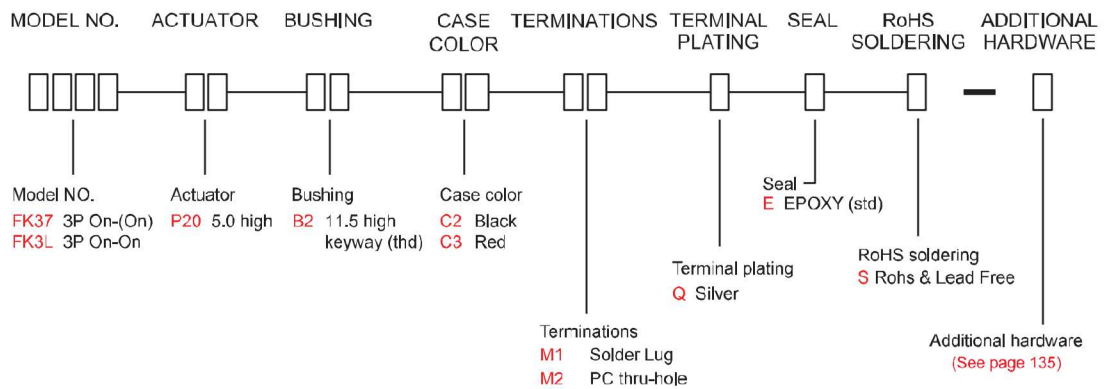 MODEL NO.
ACTUATOR
BUSHING
CASE
COLOR
TERMINATIONS
TERMINAL
PLATING
SEAL
RoHS
SOLDERING
ADDITIONAL
HARDWARE
Model NO.
FK37 3P On-(On)
FK3L 3P On-On
Actuator
P20 5.0 high
Bushing
B2 11.5 high
keyway (thd)
Case color
C2 Black
C3 Red
Terminations
M1 Solder Lug
M2 PC thru-hole
Terminal plating
Q Silver
Seal
E EPOXY (std)
RoHS soldering
S Rohs & Lead Free
Additional hardware
(See page 135)